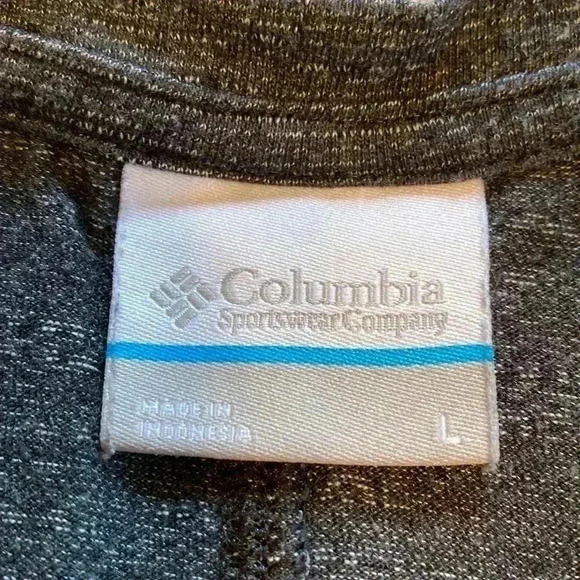 Columbia
Sportswear Company
MADE IN
INDONESIA
L